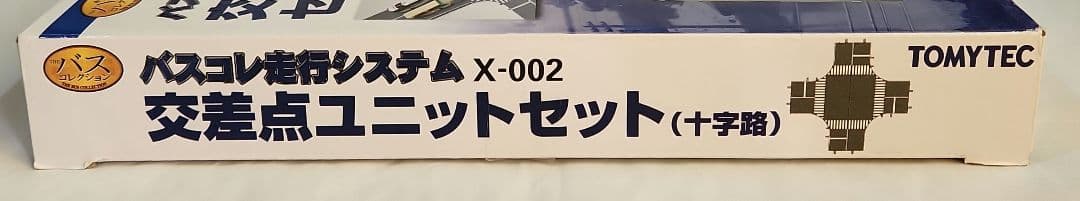 THE バス
コレクション
THE BUS COLLECTION
バスコレ走行システム X-002
交差点ユニットセット(十字路)
TOMYTEC